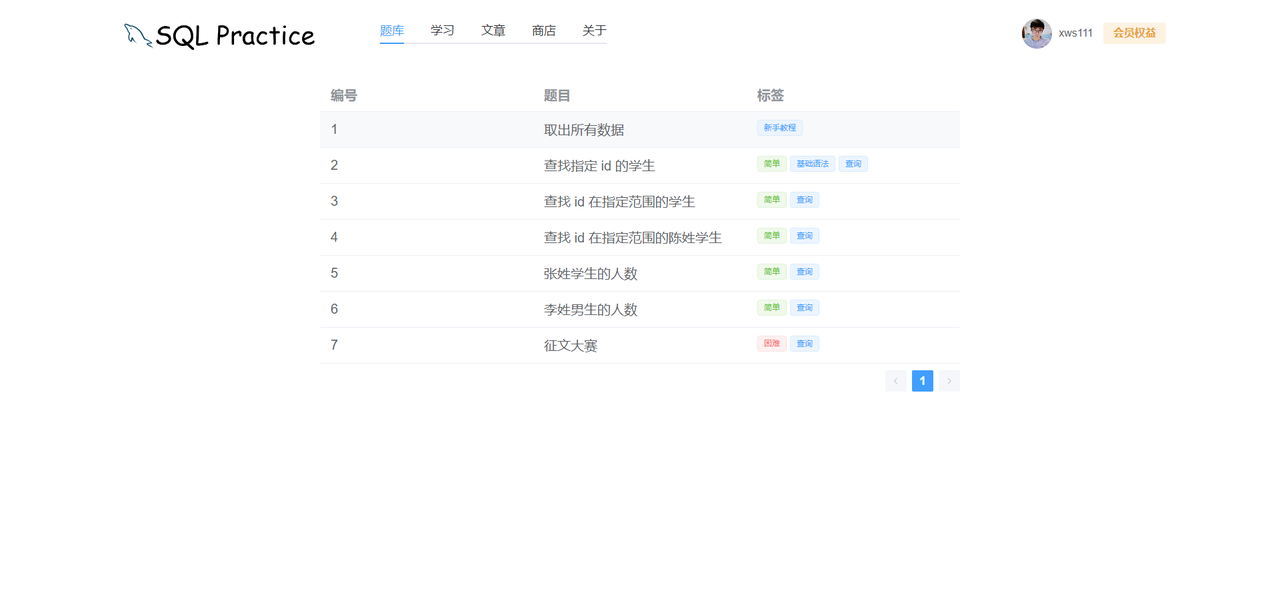 SQL Practice 题库 学习 文章 商店 关于 xws111 会员权益
编号 题目 标签
1 取出所有数据 新手教程
2 查找指定 id 的学生 简单 基础语法 查询
3 查找 id 在指定范围的学生 简单 查询
4 查找 id 在指定范围的陈姓学生 简单 查询
5 张姓学生的人数 简单 查询
6 李姓男生的人数 简单 查询
7 征文大赛 困难 查询
1